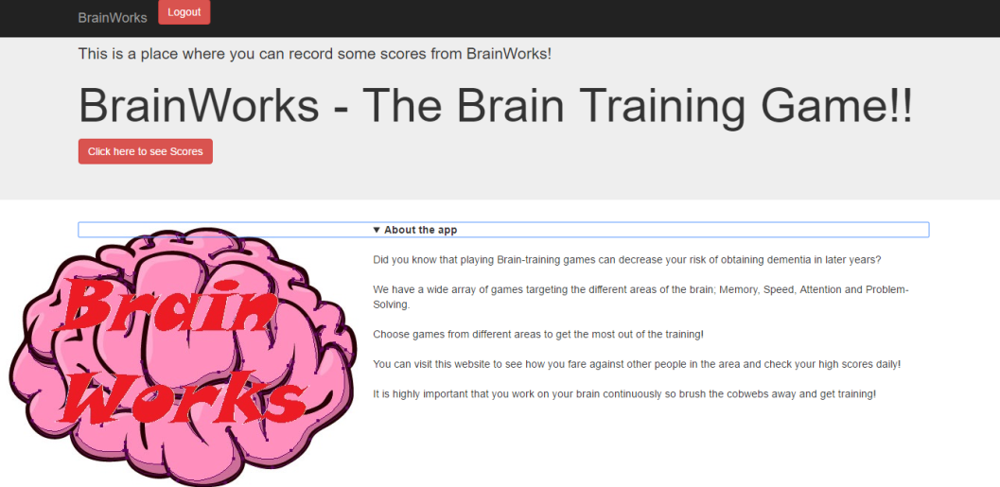 BrainWorks Logout
This is a place where you can record some scores from BrainWorks!
BrainWorks - The Brain Training Game!!
Click here to see Scores
▼ About the app
Did you know that playing Brain-training games can decrease your risk of obtaining dementia in later years?
We have a wide array of games targeting the different areas of the brain; Memory, Speed, Attention and Problem-
Solving.
Choose games from different areas to get the most out of the training!
You can visit this website to see how you fare against other people in the area and check your high scores daily!
It is highly important that you work on your brain continuously so brush the cobwebs away and get training!
Brain
Works